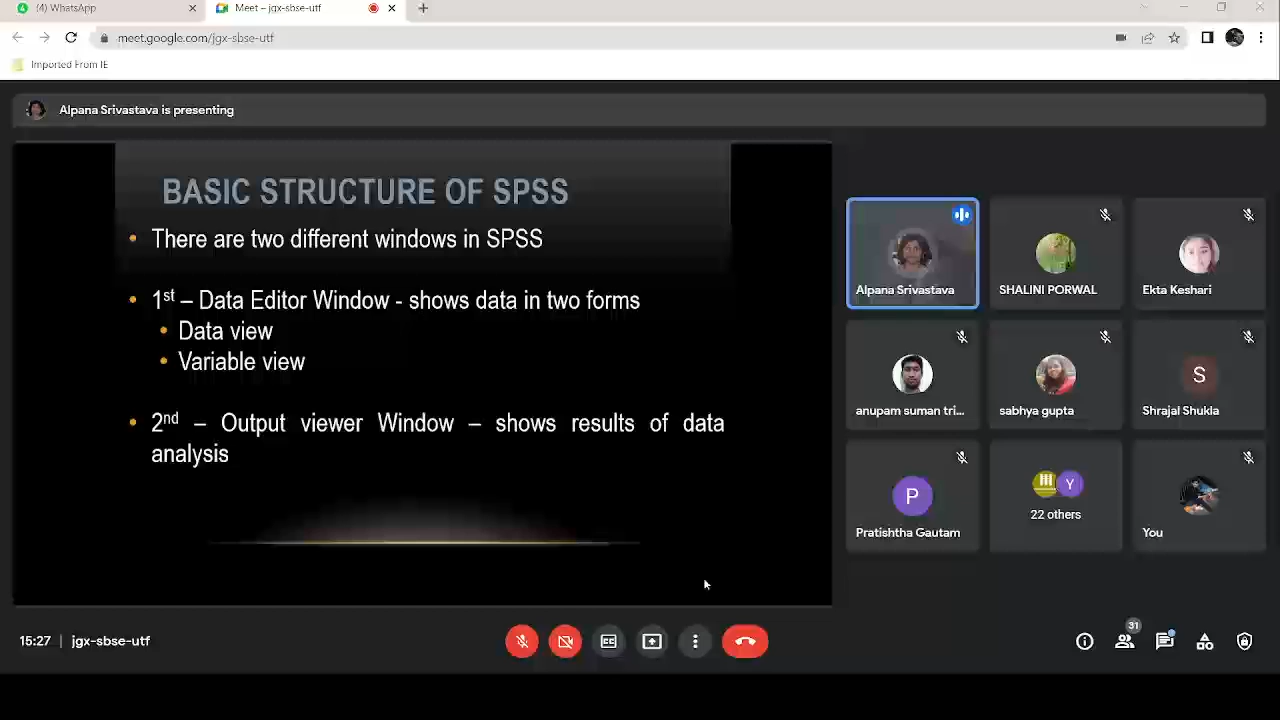 (4) WhatsApp
Meet – jgx-sbse-utf
meet.google.com/jgx-sbse-utf
Imported From IE
Alpana Srivastava is presenting
BASIC STRUCTURE OF SPSS
• There are two different windows in SPSS
• 1st – Data Editor Window - shows data in two forms
• Data view
• Variable view
• 2nd – Output viewer Window – shows results of data
analysis
Alpana Srivastava
SHALINI PORWAL
Ekta Keshari
anupam suman tri...
sabhya gupta
S
Shrajal Shukla
P
Pratishtha Gautam
Y
22 others
You
15:27 | jgx-sbse-utf
CC
31